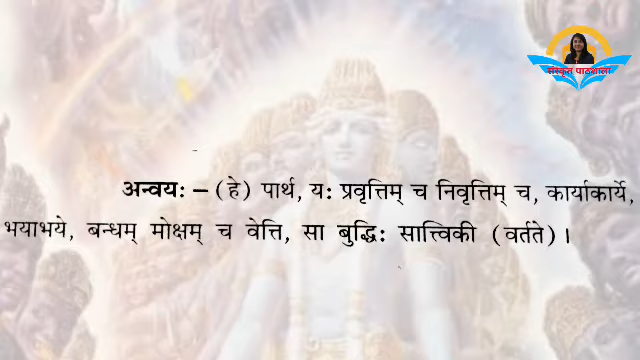 संस्कृत पाठशाला
अन्वयः – (हे) पार्थ, यः प्रवृत्तिम् च निवृत्तिम् च, कार्याकार्ये,
भयाभये, बन्धम् मोक्षम् च वेत्ति, सा बुद्धिः सात्त्विकी (वर्तते)।